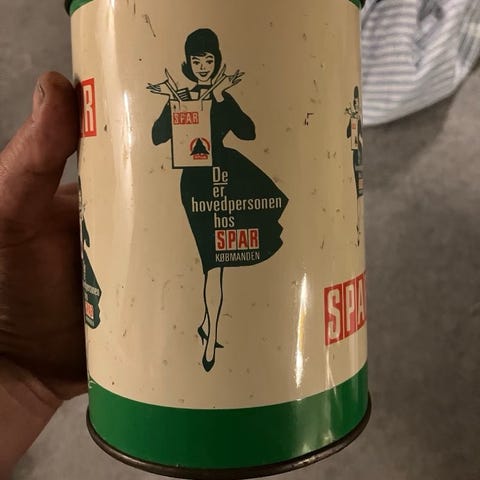 SPAR
SPAR
De
er
hovedpersonen
hos
SPAR
KØBMANDEN